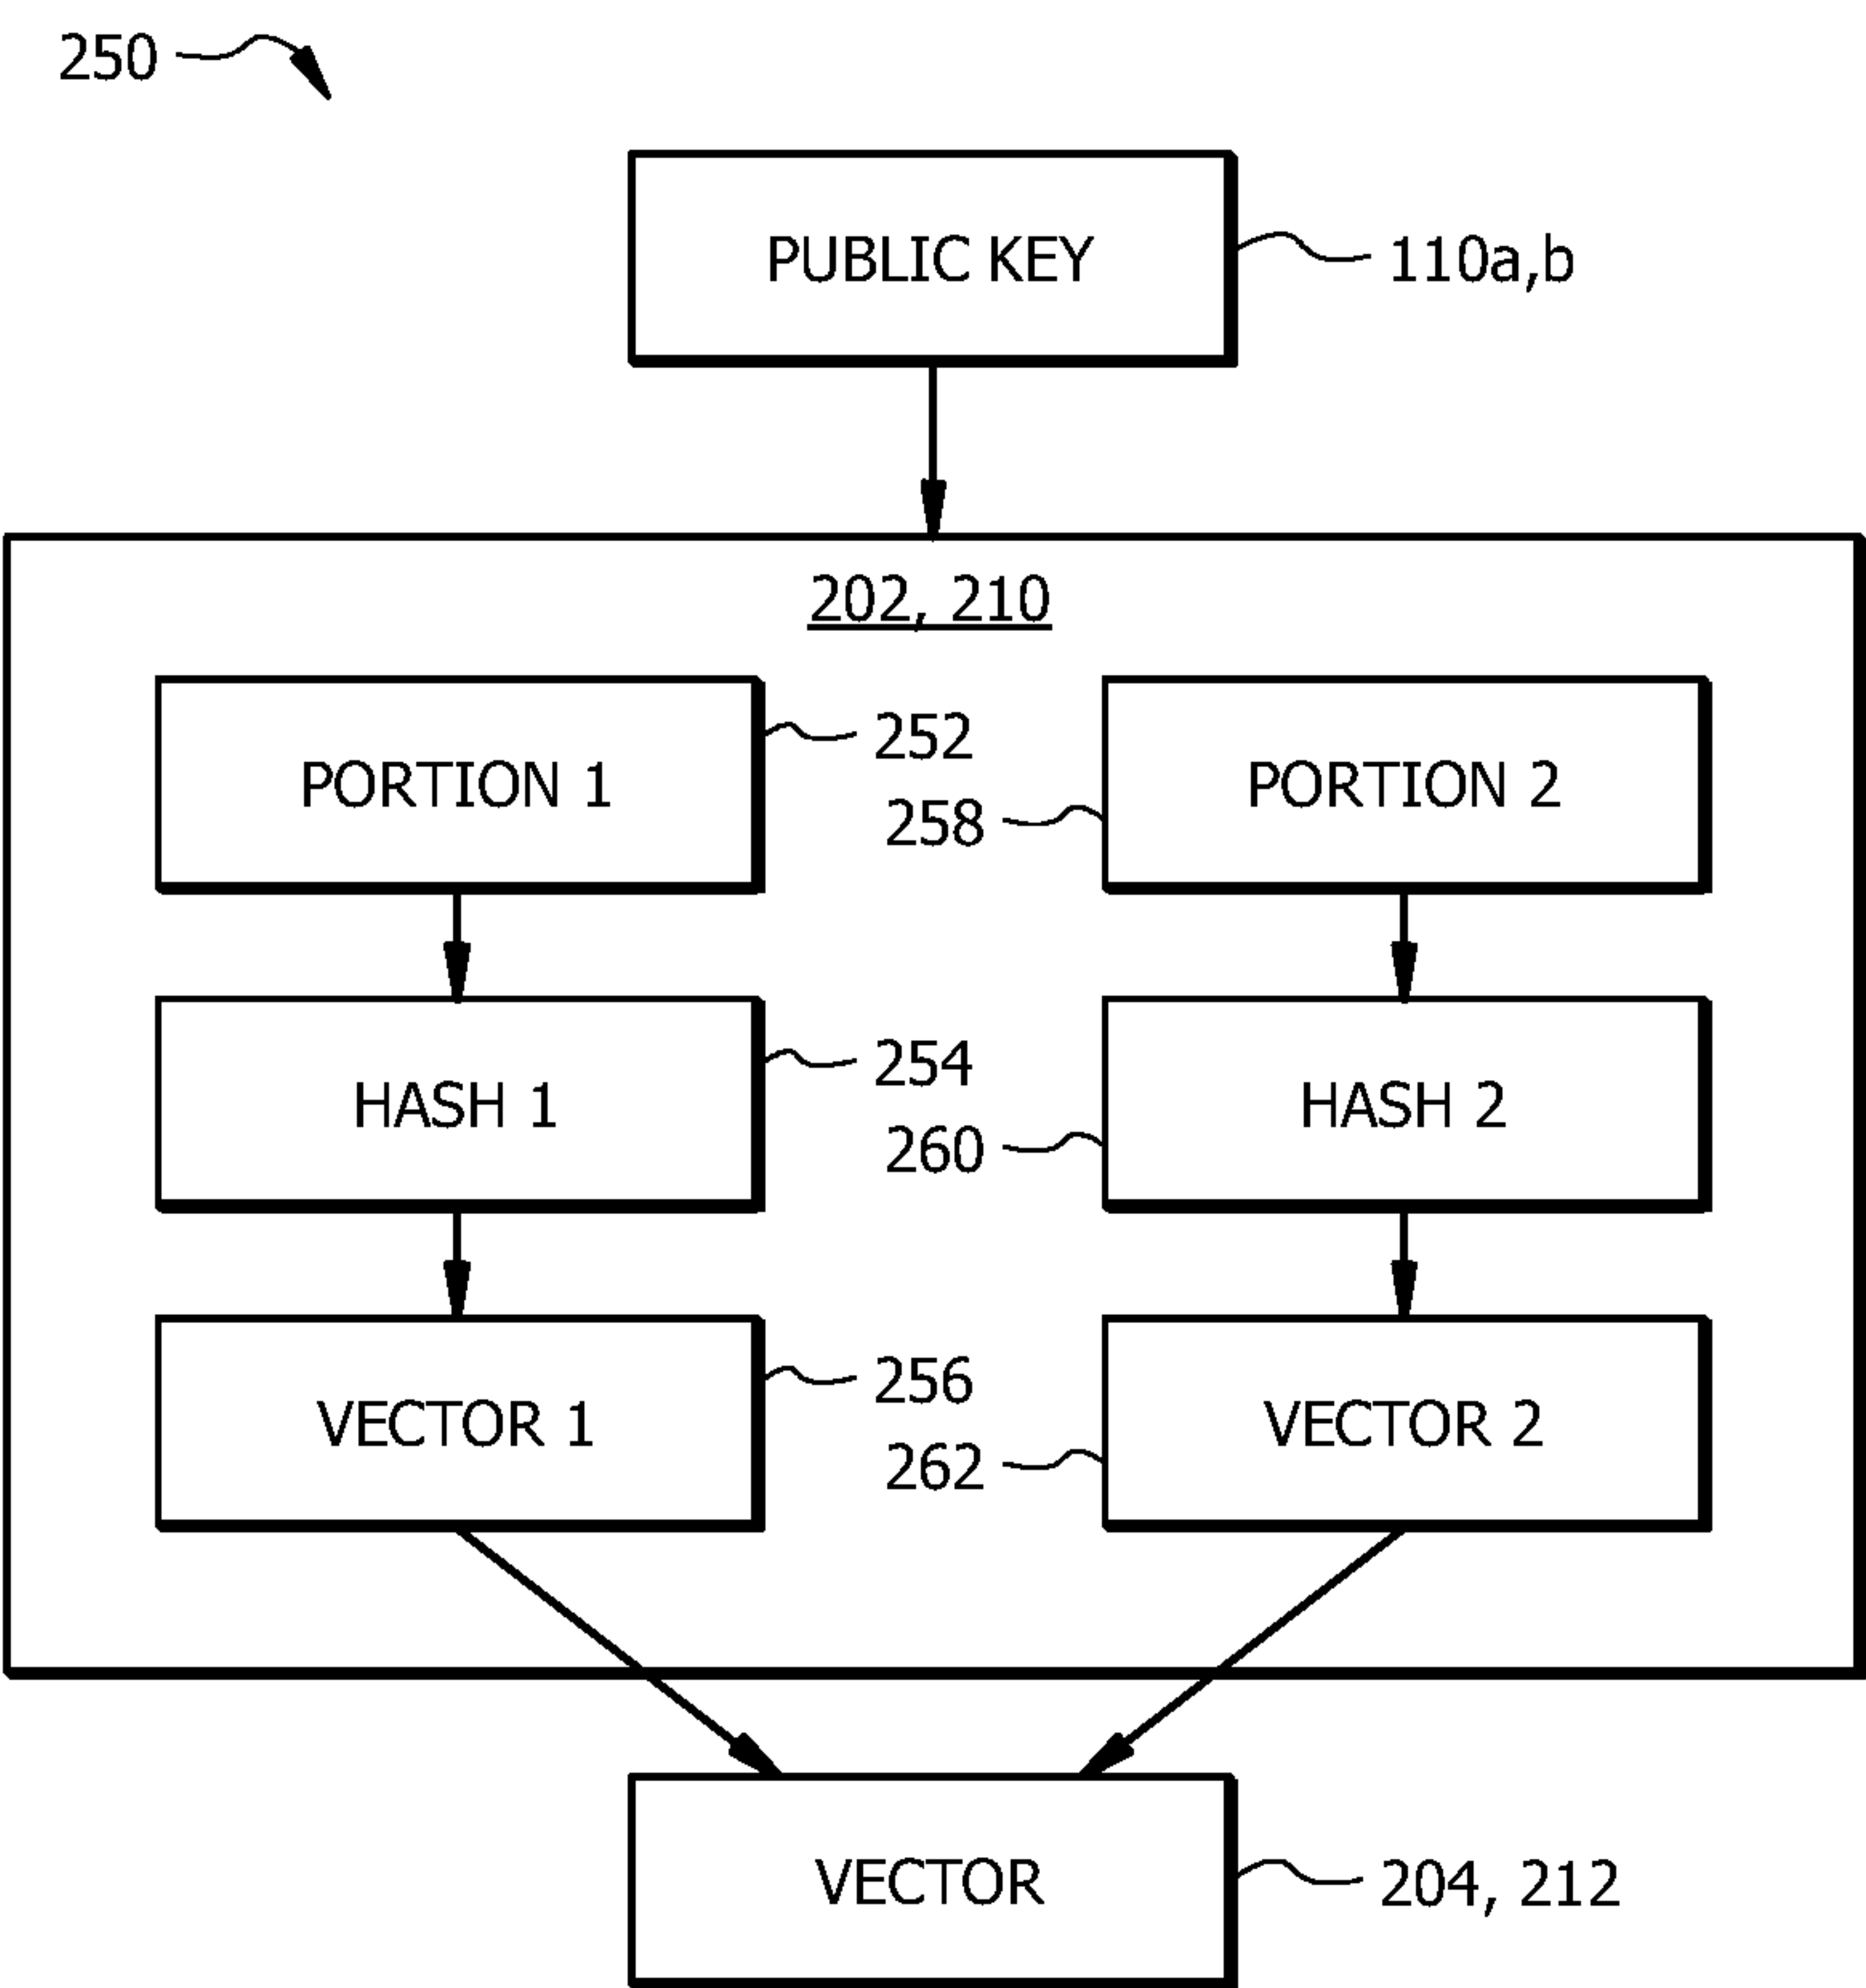 250
PUBLIC KEY
110a,b
202, 210
PORTION 1
252
258
PORTION 2
HASH 1
254
260
HASH 2
VECTOR 1
256
262
VECTOR 2
VECTOR
204, 212